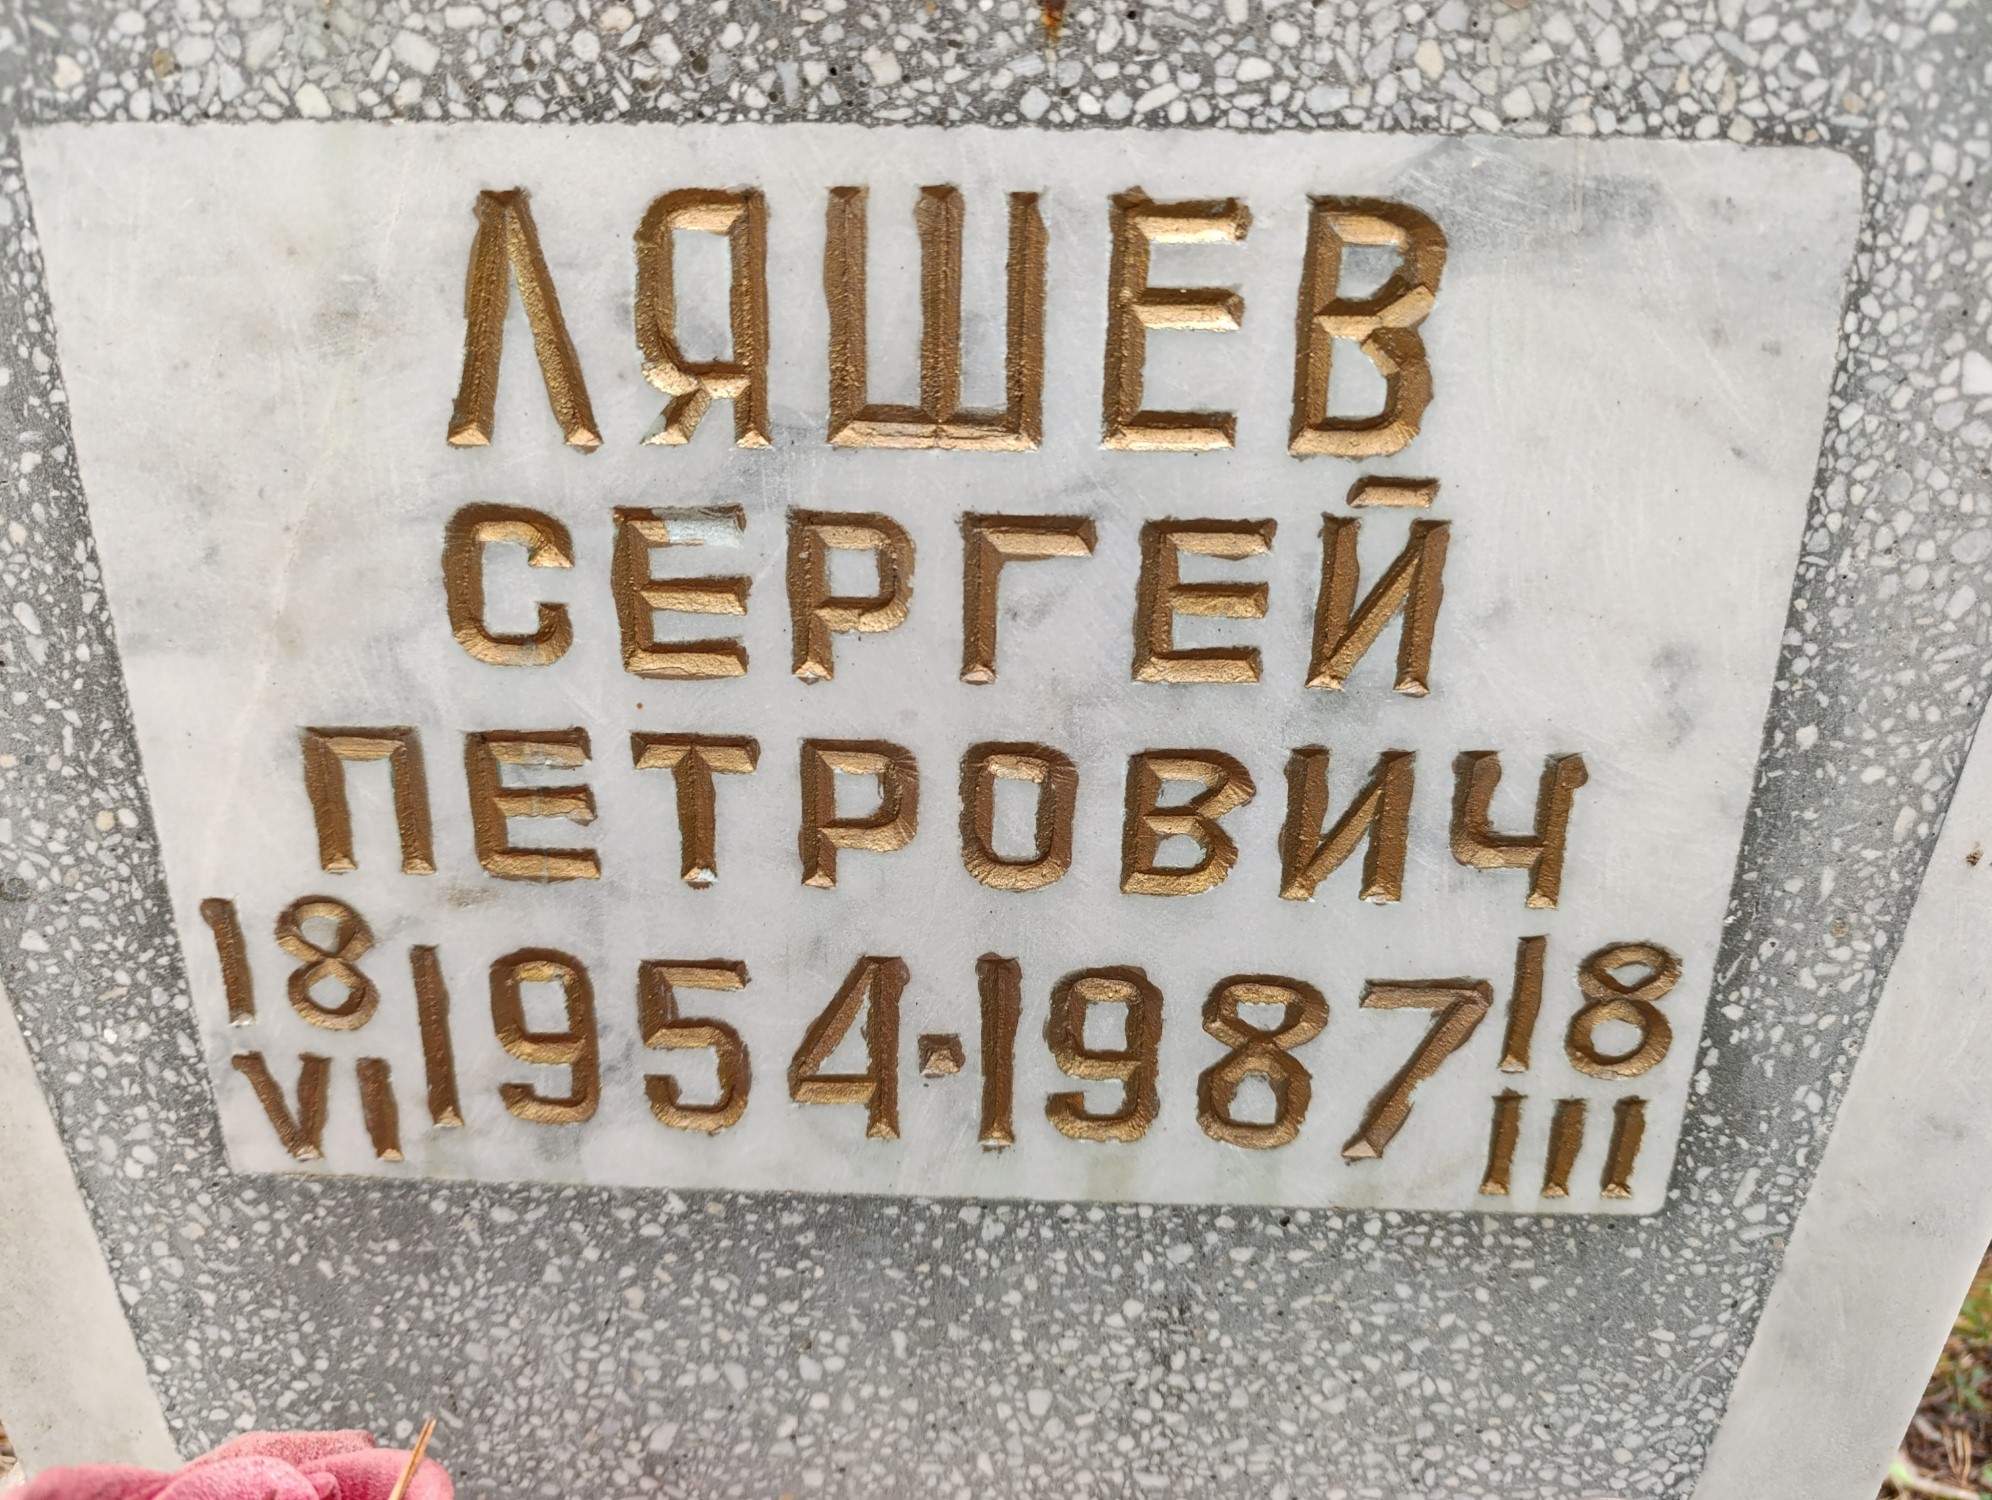 ЛЯШЕВ
СЕРГЕЙ
ПЕТРОВИЧ
18 VI 1954-1987 18 III